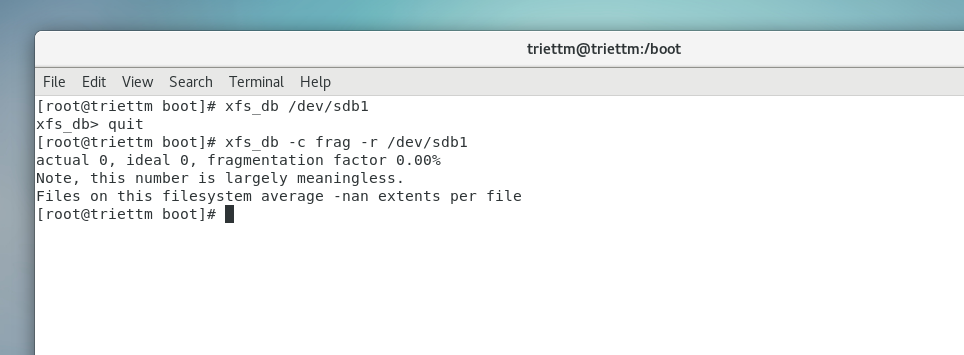 triettm@triettm:/boot
File Edit View Search Terminal Help
[root@triettm boot]# xfs_db /dev/sdb1
xfs_db> quit
[root@triettm boot]# xfs_db -c frag -r /dev/sdb1
actual 0, ideal 0, fragmentation factor 0.00%
Note, this number is largely meaningless.
Files on this filesystem average -nan extents per file
[root@triettm boot]#